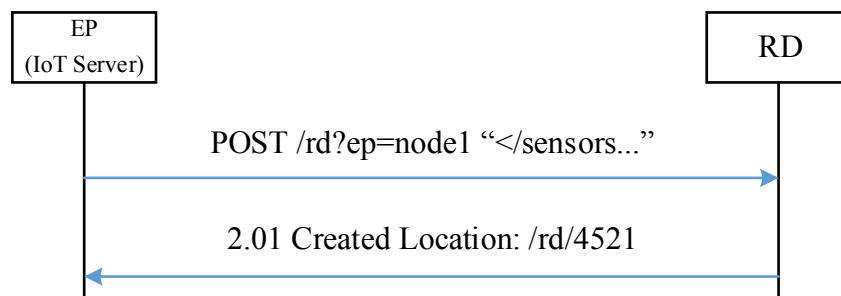 EP
(IoT Server)
RD
POST /rd?ep=node1 “</sensors...”
2.01 Created Location: /rd/4521